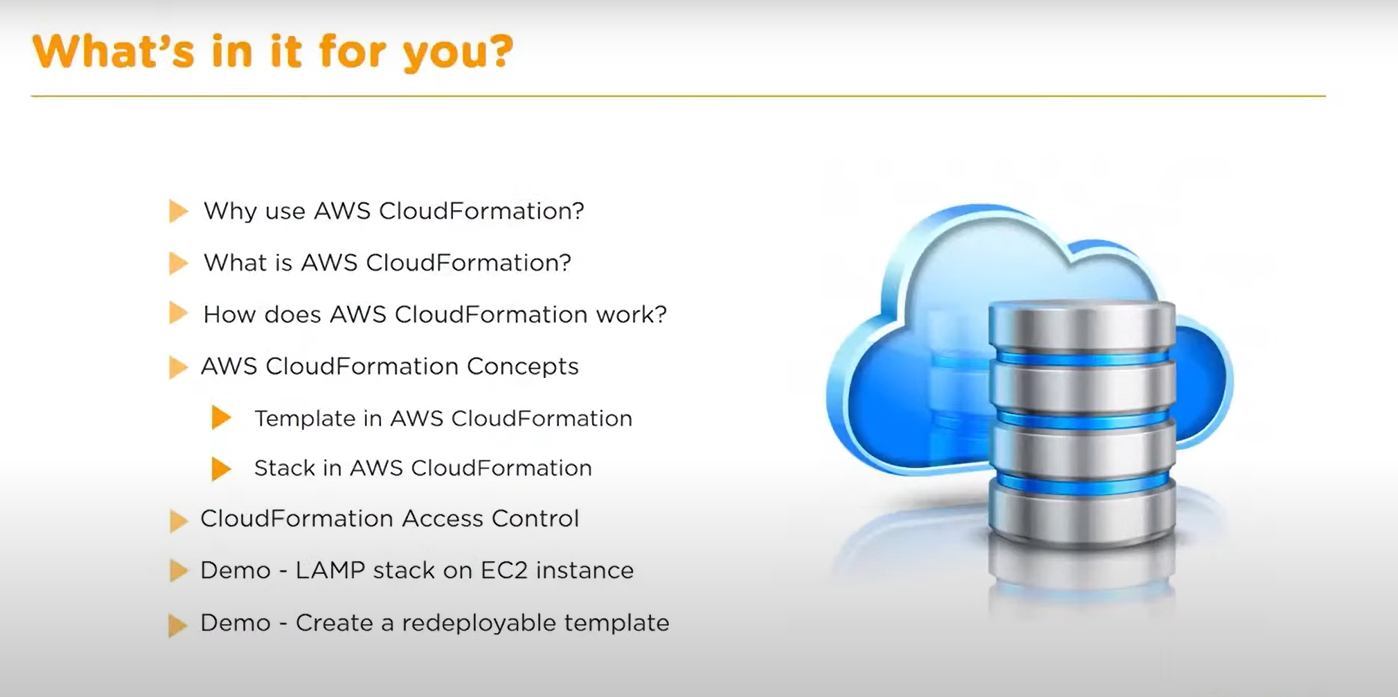 What's in it for you?
Why use AWS CloudFormation?
What is AWS CloudFormation?
How does AWS CloudFormation work?
AWS CloudFormation Concepts
Template in AWS CloudFormation
Stack in AWS CloudFormation
CloudFormation Access Control
Demo - LAMP stack on EC2 instance
Demo - Create a redeployable template